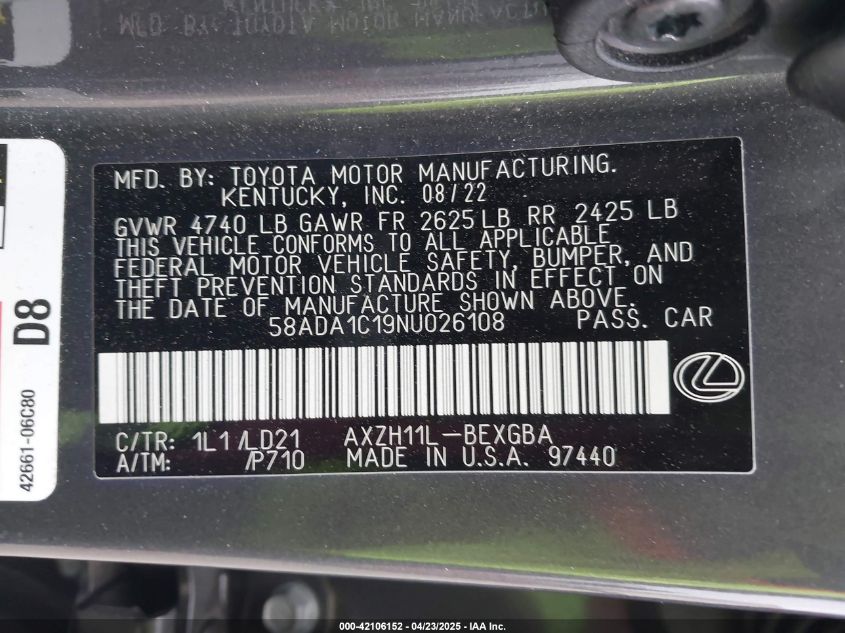 MFD. BY: TOYOTA MOTOR MANUFACTURING.
KENTUCKY, INC. 08/22
GVWR 4740 LB GAWR FR 2625 LB RR 2425 LB
THIS VEHICLE CONFORMS TO ALL APPLICABLE
FEDERAL MOTOR VEHICLE SAFETY, BUMPER, AND
THEFT PREVENTION STANDARDS IN EFFECT ON
THE DATE OF MANUFACTURE SHOWN ABOVE.
58ADA1C19NU026108 PASS. CAR
C/TR: 1L1/LD21 AXZH11L-BEXGBA
A/TM: /P710 MADE IN U.S.A. 97440
D8
42661-06C80
000-42106152 - 04/23/2025 - IAA Inc.